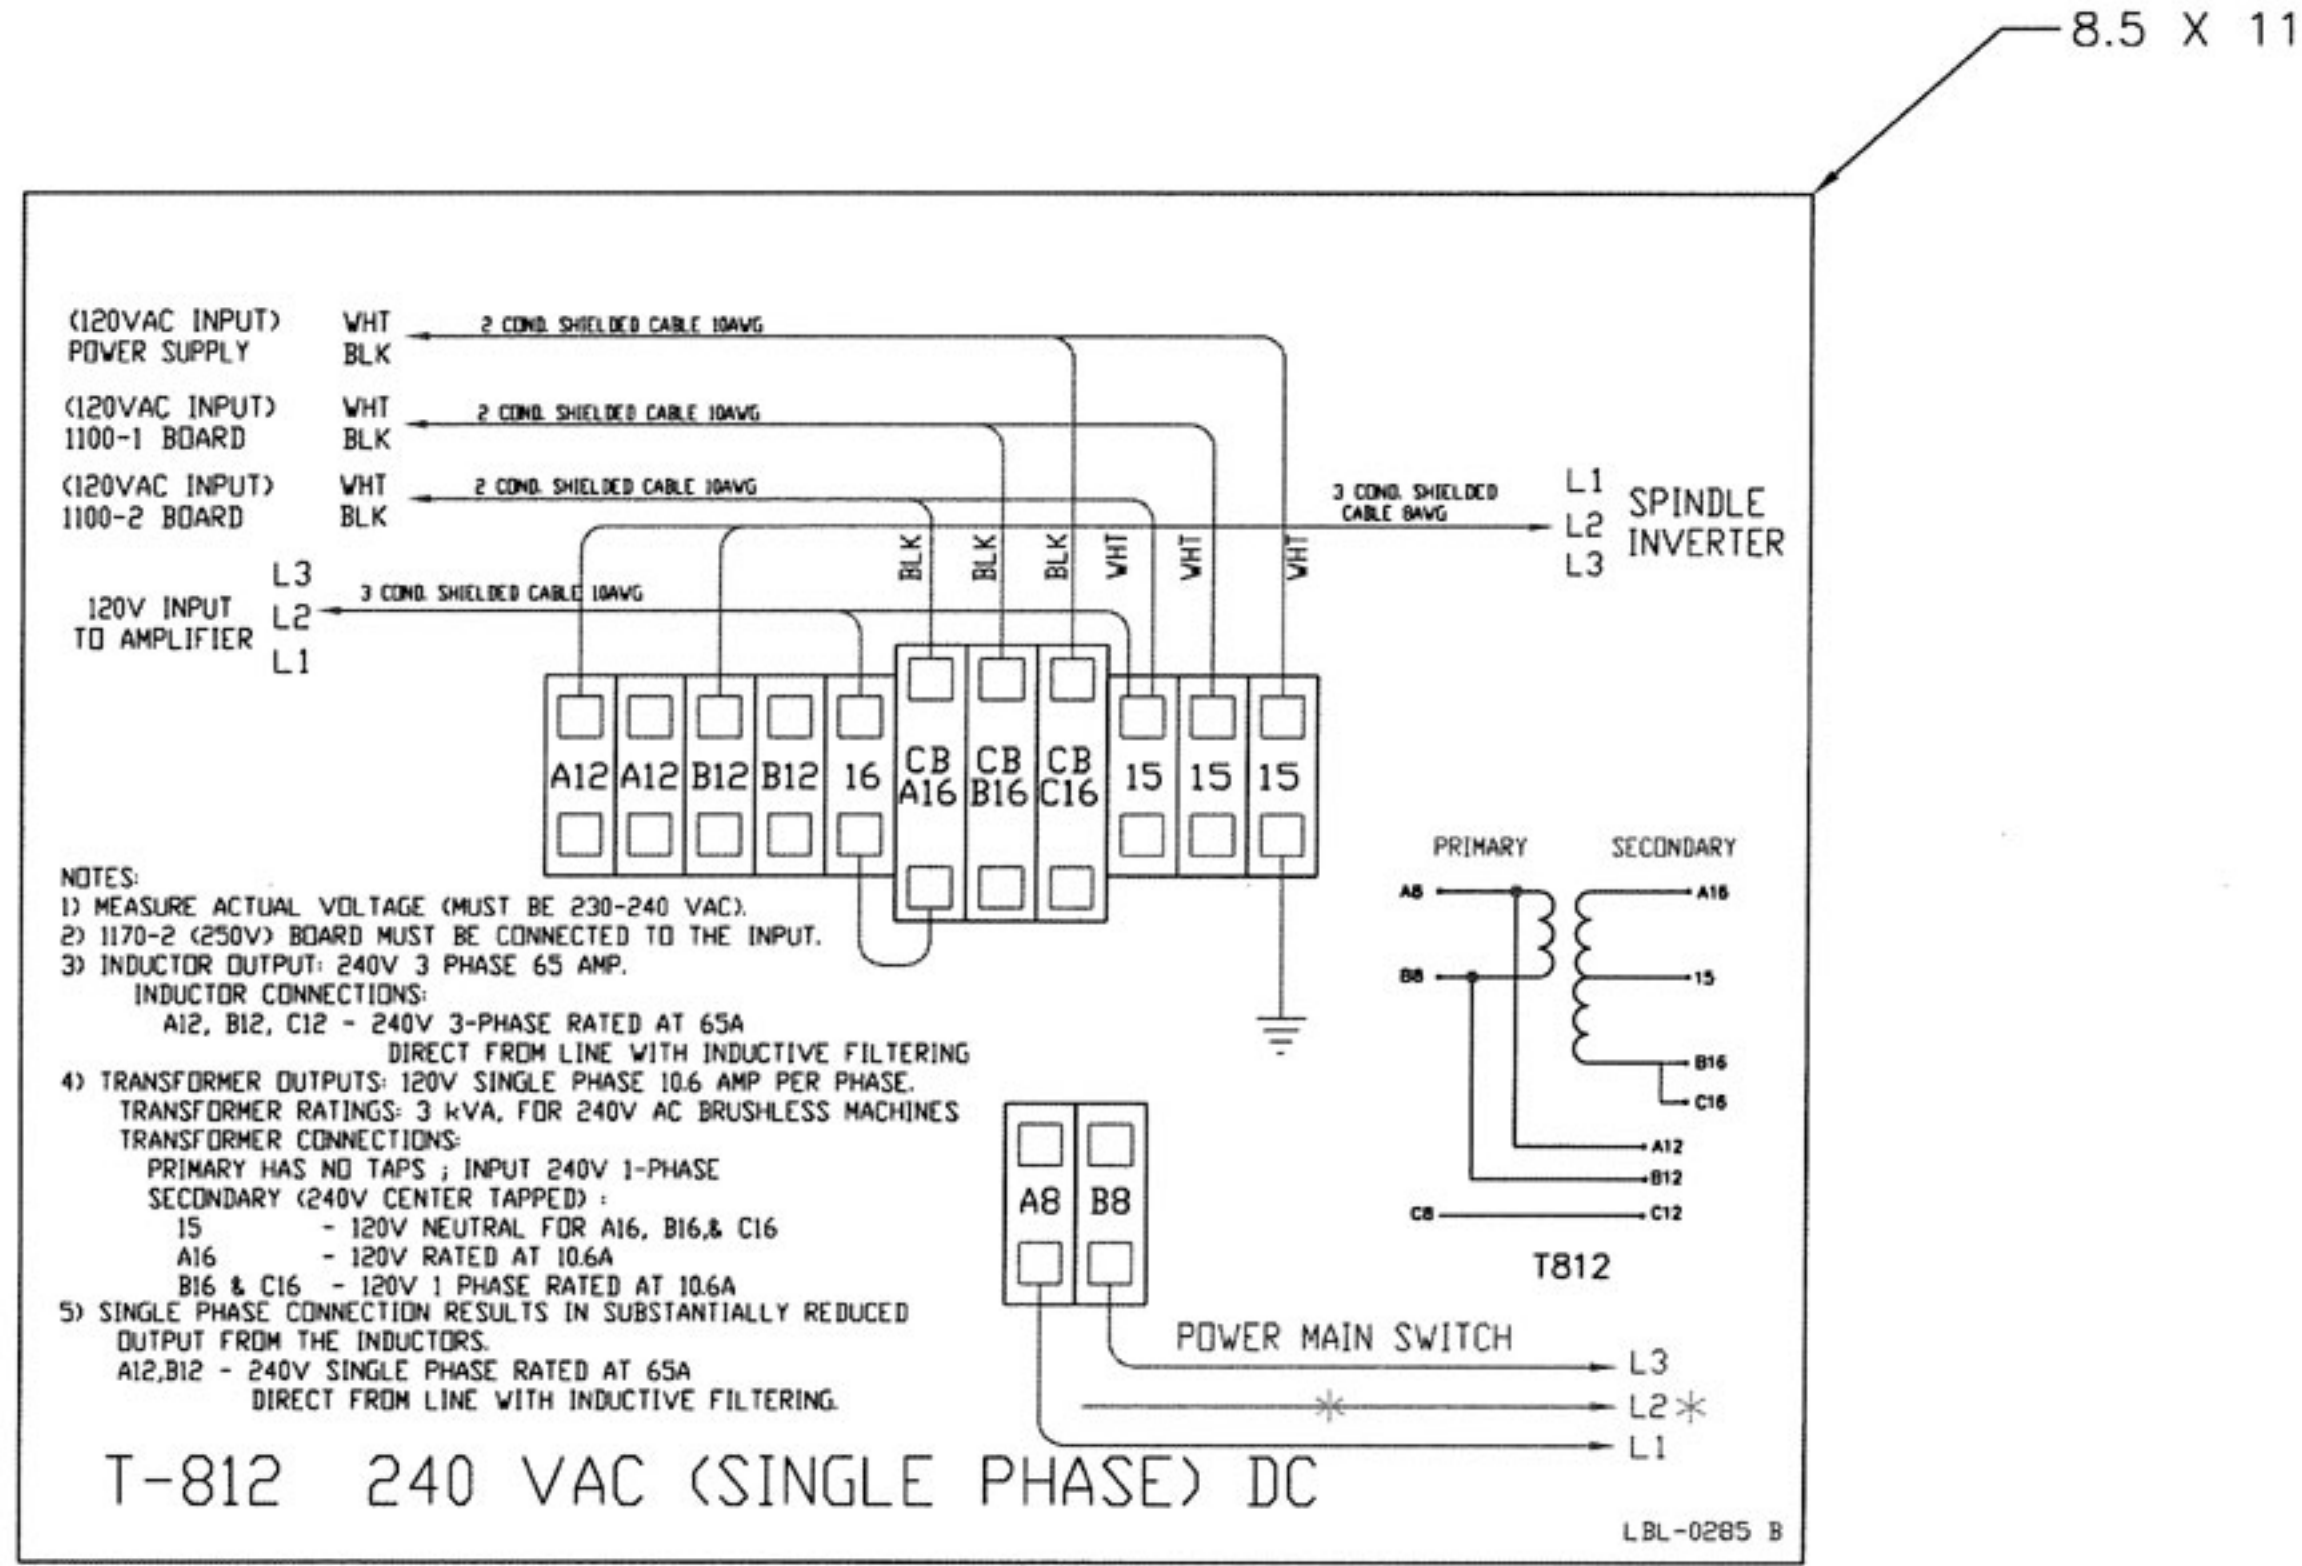 8.5 X 11
(120VAC INPUT) WHT
POWER SUPPLY BLK
2 COND. SHIELDED CABLE 10AWG
(120VAC INPUT) WHT
1100-1 BOARD BLK
2 COND. SHIELDED CABLE 10AWG
(120VAC INPUT) WHT
1100-2 BOARD BLK
2 COND. SHIELDED CABLE 10AWG
3 COND. SHIELDED
CABLE 8AWG
L1
L2
L3
SPINDLE
INVERTER
BLK
BLK
BLK
WHT
WHT
WHT
L3
L2
L1
120V INPUT
TO AMPLIFIER
3 COND. SHIELDED CABLE 10AWG
A12 A12 B12 B12 16 CB A16 CB B16 CB C16 15 15 15
PRIMARY SECONDARY
A8 A16
B8 15
B16
C16
A12
B12
C8 C12
T812
NOTES:
1) MEASURE ACTUAL VOLTAGE (MUST BE 230-240 VAC).
2) 1170-2 (250V) BOARD MUST BE CONNECTED TO THE INPUT.
3) INDUCTOR OUTPUT: 240V 3 PHASE 65 AMP.
INDUCTOR CONNECTIONS:
A12, B12, C12 - 240V 3-PHASE RATED AT 65A
DIRECT FROM LINE WITH INDUCTIVE FILTERING
4) TRANSFORMER OUTPUTS: 120V SINGLE PHASE 10.6 AMP PER PHASE.
TRANSFORMER RATINGS: 3 kVA, FOR 240V AC BRUSHLESS MACHINES
TRANSFORMER CONNECTIONS:
PRIMARY HAS NO TAPS ; INPUT 240V 1-PHASE
SECONDARY (240V CENTER TAPPED) :
15 - 120V NEUTRAL FOR A16, B16,& C16
A16 - 120V RATED AT 10.6A
B16 & C16 - 120V 1 PHASE RATED AT 10.6A
5) SINGLE PHASE CONNECTION RESULTS IN SUBSTANTIALLY REDUCED
OUTPUT FROM THE INDUCTORS.
A12,B12 - 240V SINGLE PHASE RATED AT 65A
DIRECT FROM LINE WITH INDUCTIVE FILTERING.
A8 B8
POWER MAIN SWITCH
L3
L2*
L1
T-812 240 VAC (SINGLE PHASE) DC
LBL-0285 B